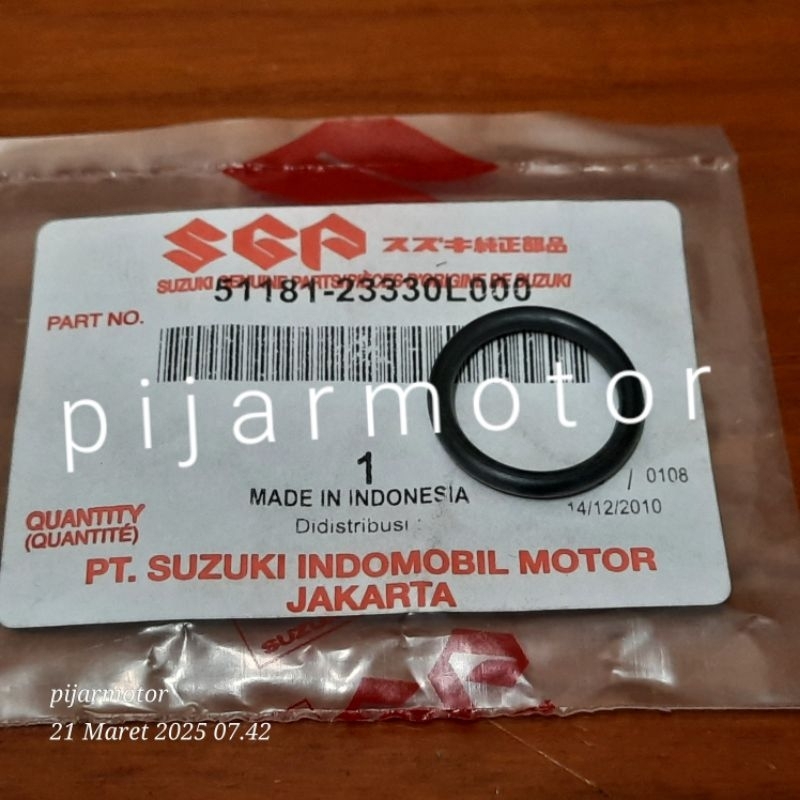 SGP スズキ純正部品
SUZUKI GENUINE PARTS/PIÈCES D'ORIGINE DE SUZUKI
51181-23330L000
PART NO.
pijarmotor
1
MADE IN INDONESIA
/ 0108
14/12/2010
Didistribusi :
QUANTITY
(QUANTITÉ)
PT. SUZUKI INDOMOBIL MOTOR
JAKARTA
SUZU
pijarmotor
21 Maret 2025 07.42